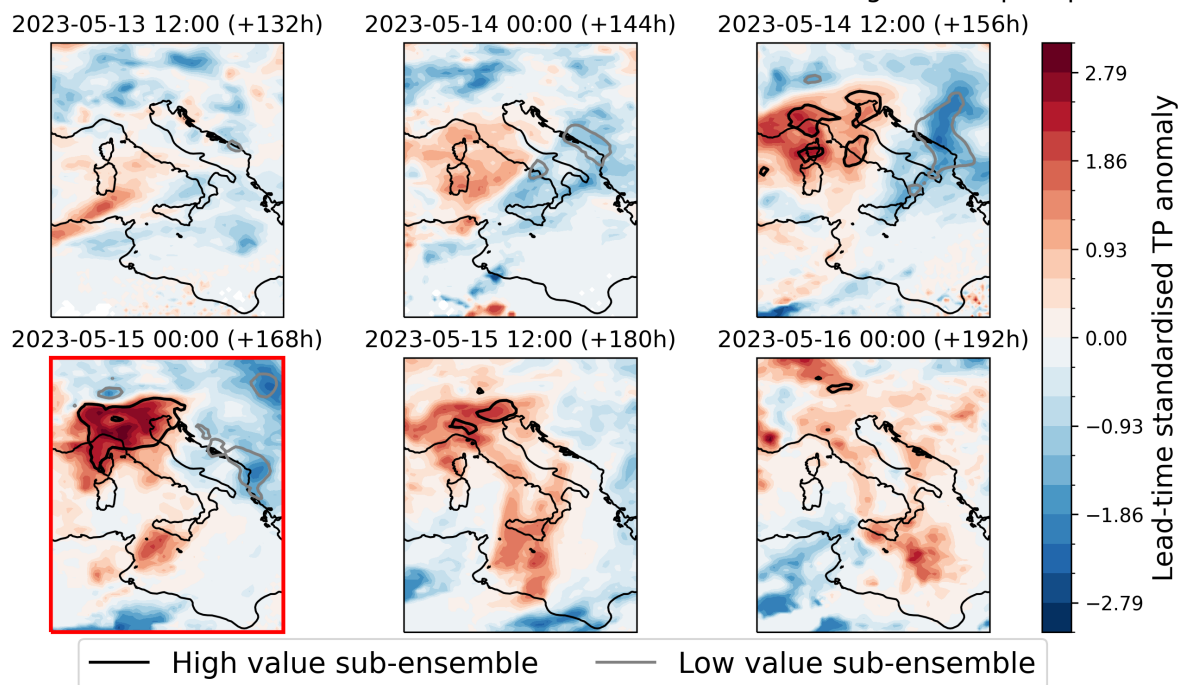 2023-05-13 12:00 (+132h)
2023-05-14 00:00 (+144h)
2023-05-14 12:00 (+156h)
2023-05-15 00:00 (+168h)
2023-05-15 12:00 (+180h)
2023-05-16 00:00 (+192h)
2.79
1.86
0.93
0.00
−0.93
−1.86
−2.79
Lead-time standardised TP anomaly
High value sub-ensemble
Low value sub-ensemble